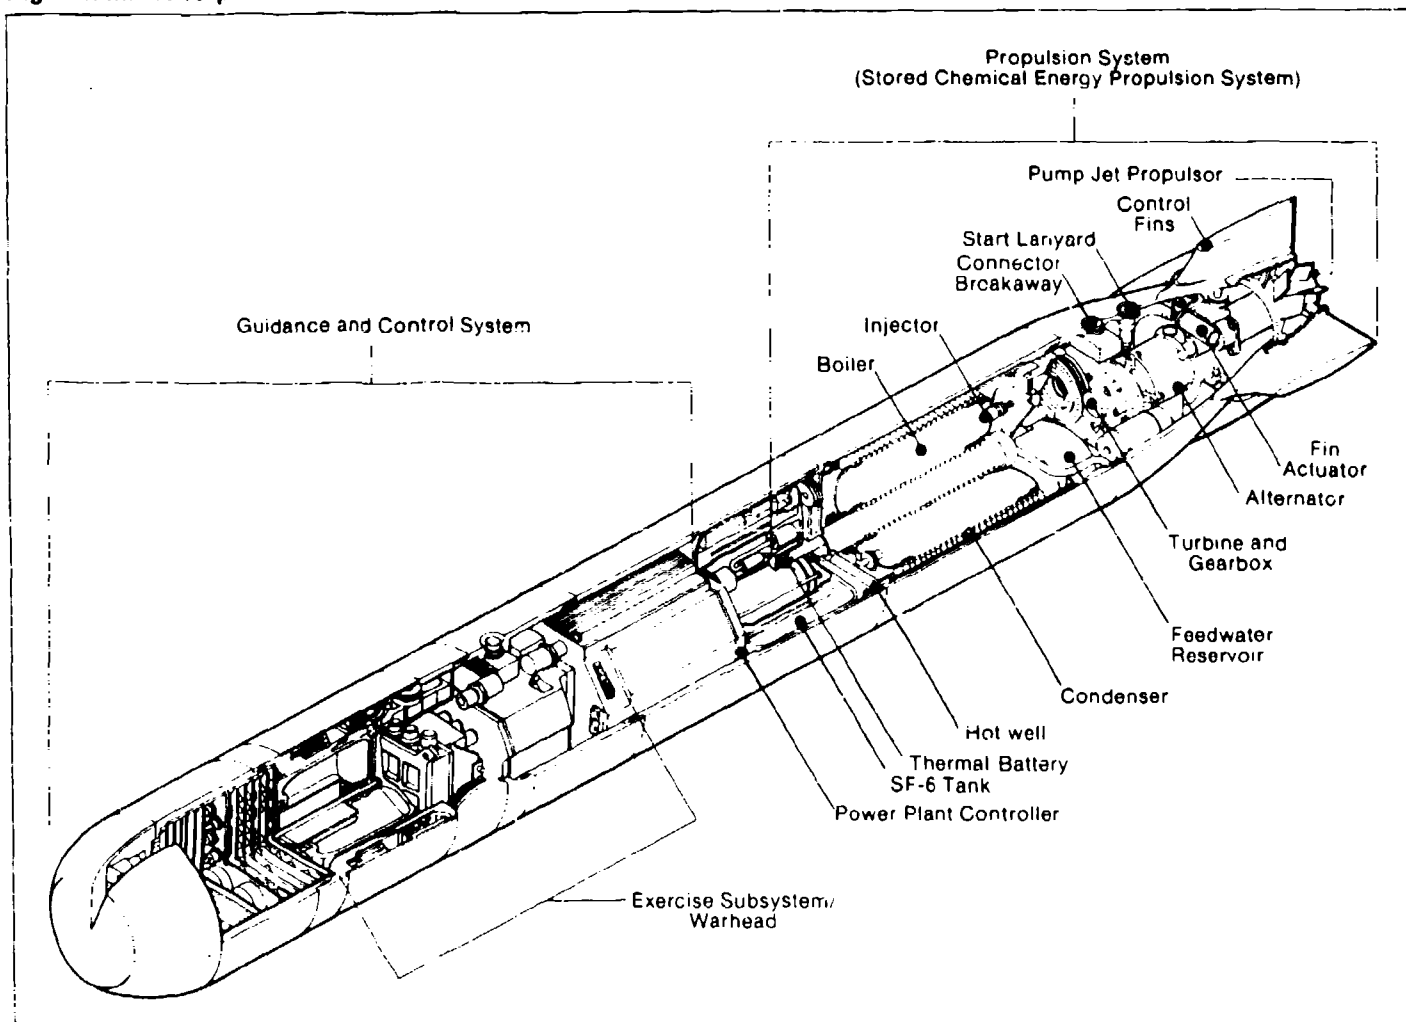 Propulsion System
(Stored Chemical Energy Propulsion System)
Pump Jet Propulsor
Control
Fins
Start Lanyard
Connector
Breakaway
Guidance and Control System
Injector
Boiler
Fin
Actuator
Alternator
Turbine and
Gearbox
Feedwater
Reservoir
Condenser
Hot well
Thermal Battery
SF-6 Tank
Power Plant Controller
Exercise Subsystem/
Warhead